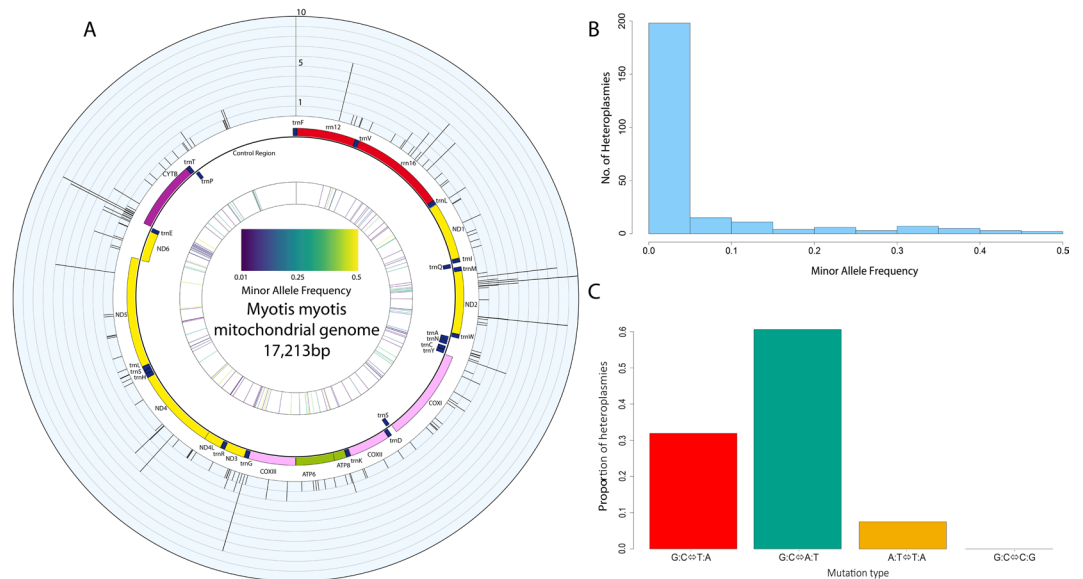 A
10
5
1
trnF
rrn12
trnV
rrn16
trnL
ND1
trnI
trnQ
trnM
ND2
trnW
trnA
trnN
trnC
trnY
COXI
trnS
trnD
COXII
trnK
ATP8
ATP6
COXIII
trnG
ND3
trnR
ND4L
ND4
trnH
trnS
trnL
ND5
ND6
trnE
CYTB
trnT
trnP
Control Region
0.01
0.25
0.5
Minor Allele Frequency
Myotis myotis
mitochondrial genome
17,213bp
B
No. of Heteroplasmies
200
150
100
50
0
0.0
0.1
0.2
0.3
0.4
0.5
Minor Allele Frequency
C
Proportion of heteroplasmies
0.6
0.5
0.4
0.3
0.2
0.1
0.0
G:C⇔T:A
G:C⇔A:T
A:T⇔T:A
G:C⇔C:G
Mutation type